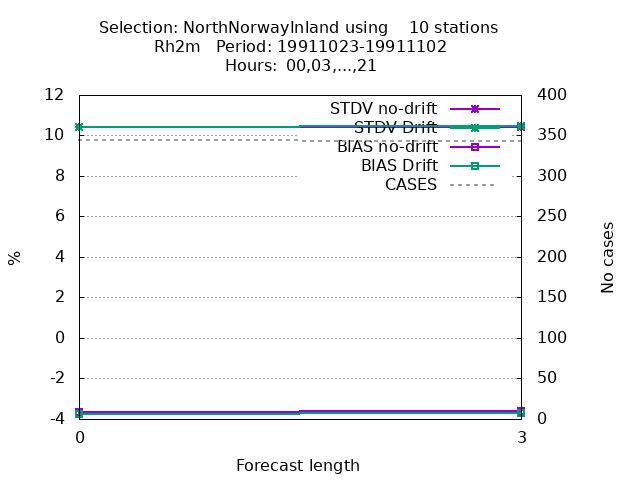 Selection: NorthNorwayInland using    10 stations
Rh2m   Period: 19911023-19911102
Hours: 00,03,...,21
12
10
8
6
4
2
0
-2
-4
400
350
300
250
200
150
100
50
0
STDV no-drift
STDV Drift
BIAS no-drift
BIAS Drift
CASES
%
No cases
0
3
Forecast length